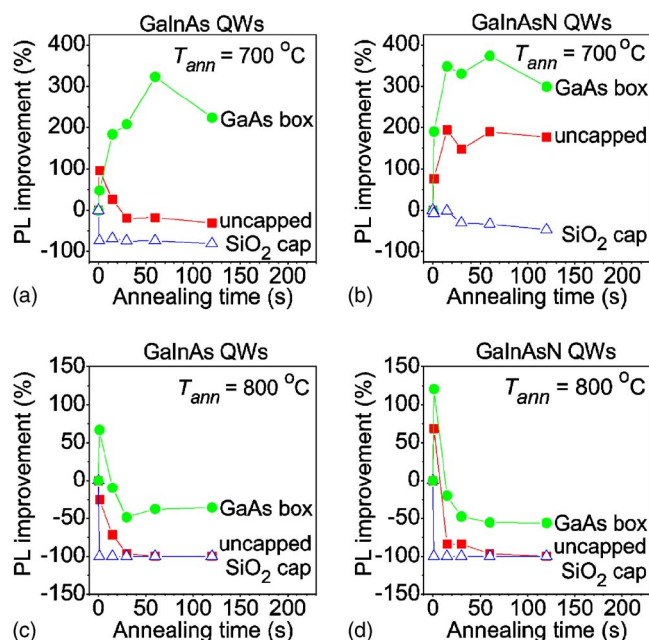 GaInAs QWs
400
T_ann = 700 °C
300
GaAs box
200
100
0
uncapped
-100
SiO2 cap
0 50 100 150 200
PL improvement (%)
(a) Annealing time (s)
GaInAsN QWs
400
T_ann = 700 °C
300
GaAs box
200
uncapped
100
0
SiO2 cap
-100
0 50 100 150 200
PL improvement (%)
(b) Annealing time (s)
GaInAs QWs
150
T_ann = 800 °C
100
50
0
GaAs box
-50
uncapped
-100
SiO2 cap
-150
0 50 100 150 200
PL improvement (%)
(c) Annealing time (s)
GaInAsN QWs
150
T_ann = 800 °C
100
50
0
-50
GaAs box
uncapped
-100
SiO2 cap
-150
0 50 100 150 200
PL improvement (%)
(d) Annealing time (s)